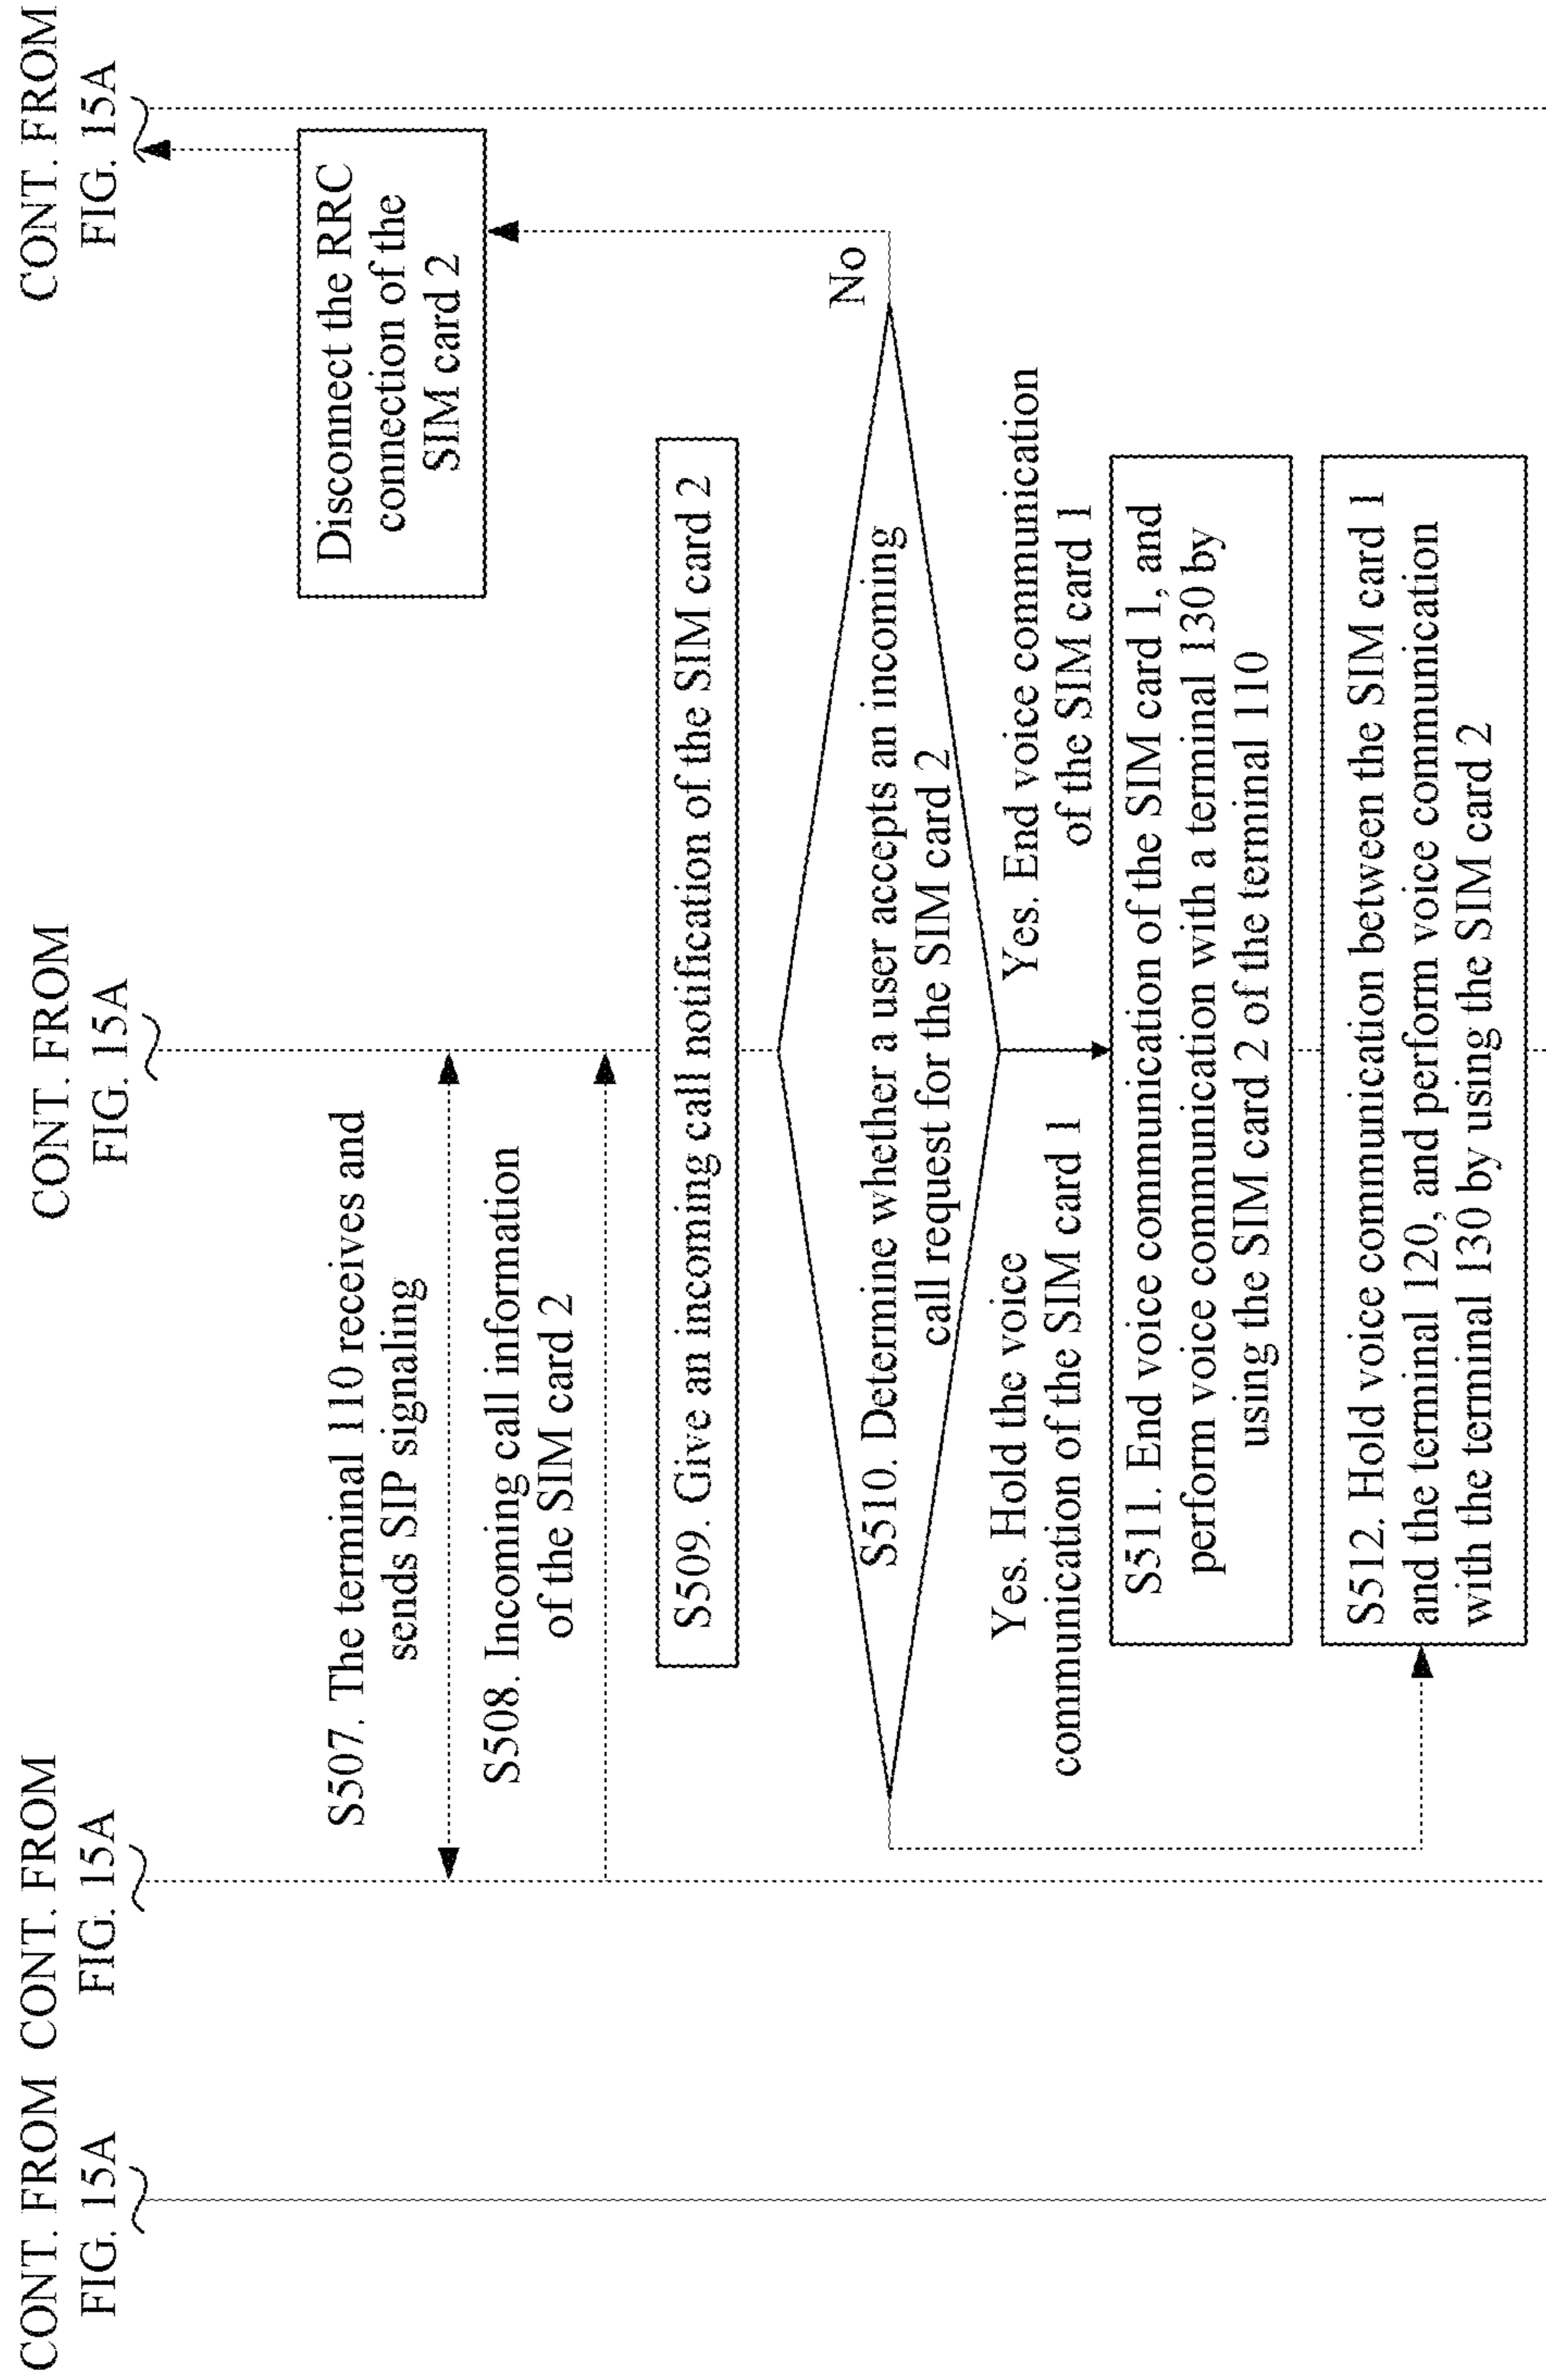 CONT. FROM
FIG. 15A
CONT. FROM
FIG. 15A
CONT. FROM
FIG. 15A
CONT. FROM
FIG. 15A
Disconnect the RRC
connection of the
SIM card 2
S507. The terminal 110 receives and
sends SIP signaling
S508. Incoming call information
of the SIM card 2
S509. Give an incoming call notification of the SIM card 2
S510. Determine whether a user accepts an incoming
call request for the SIM card 2
No
Yes. Hold the voice
communication of the SIM card 1
Yes. End voice communication
of the SIM card 1
S511. End voice communication of the SIM card 1, and
perform voice communication with a terminal 130 by
using the SIM card 2 of the terminal 110
S512. Hold voice communication between the SIM card 1
and the terminal 120, and perform voice communication
with the terminal 130 by using the SIM card 2